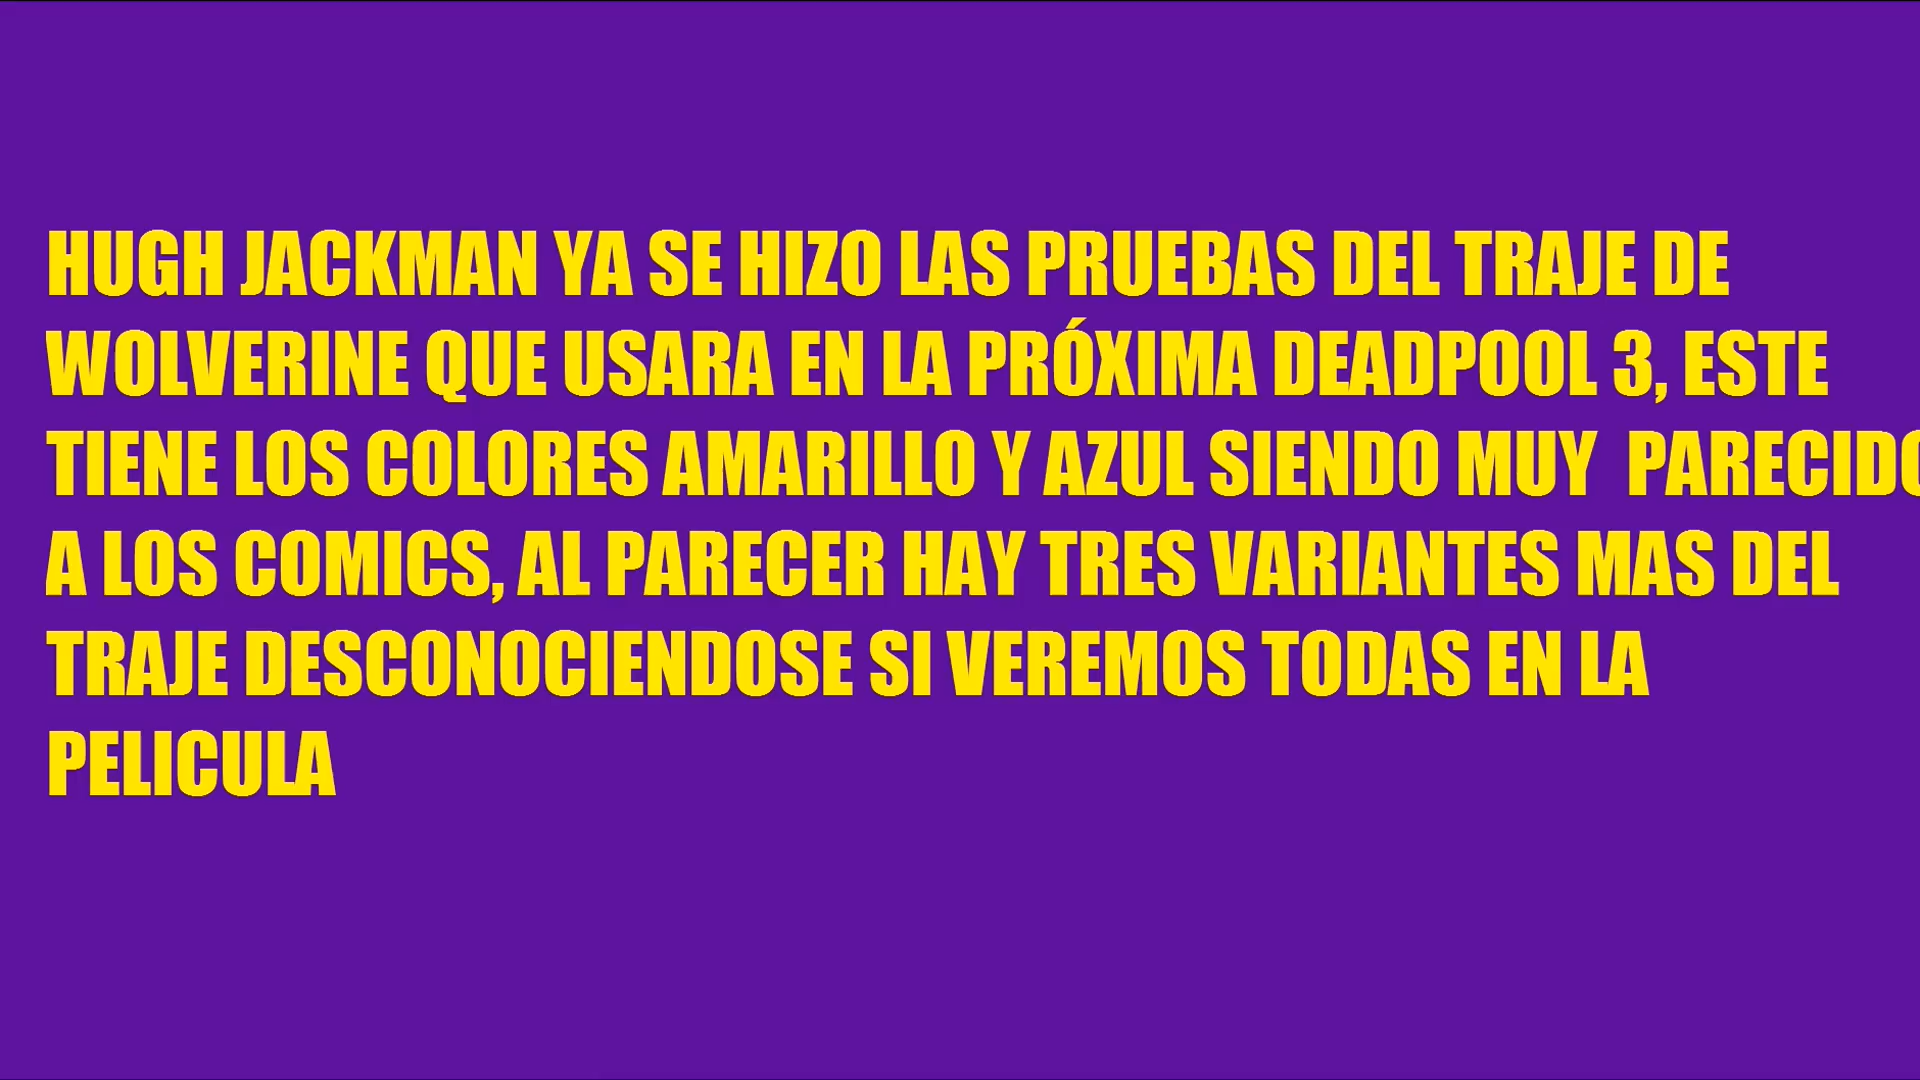 HUGH JACKMAN YA SE HIZO LAS PRUEBAS DEL TRAJE DE
WOLVERINE QUE USARA EN LA PRÓXIMA DEADPOOL 3, ESTE
TIENE LOS COLORES AMARILLO Y AZUL SIENDO MUY  PARECIDO
A LOS COMICS, AL PARECER HAY TRES VARIANTES MAS DEL
TRAJE DESCONOCIENDOSE SI VEREMOS TODAS EN LA
PELICULA